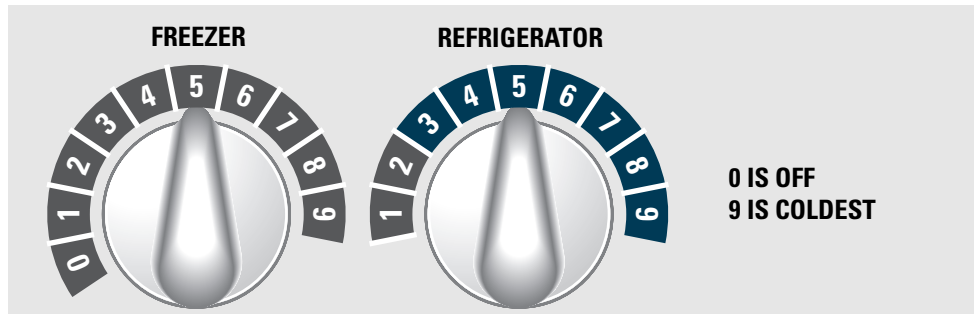 FREEZER
0 1 2 3 4 5 6 7 8 9
REFRIGERATOR
1 2 3 4 5 6 7 8 9
0 IS OFF
9 IS COLDEST